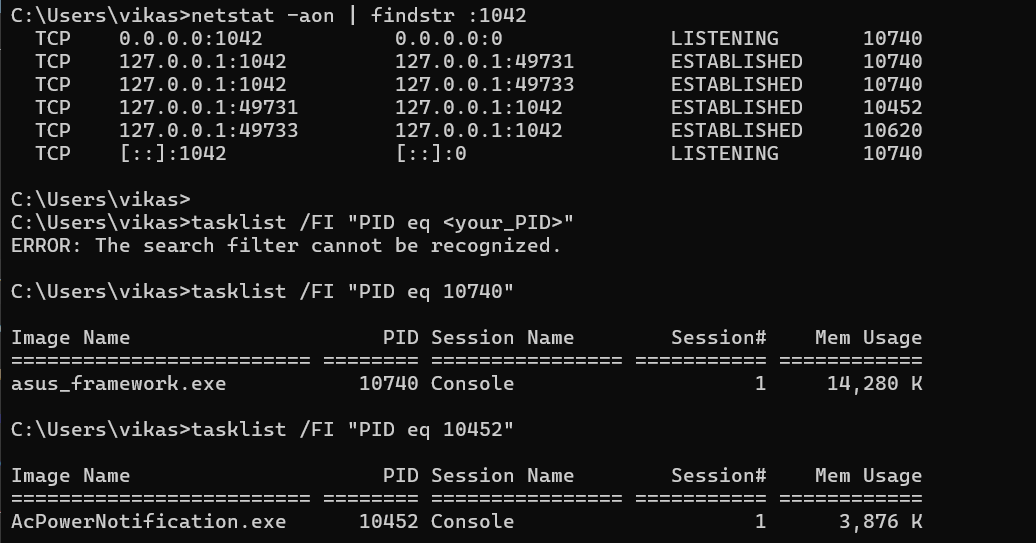 C:\Users\vikas>netstat -aon | findstr :1042
  TCP    0.0.0.0:1042           0.0.0.0:0              LISTENING       10740
  TCP    127.0.0.1:1042         127.0.0.1:49731        ESTABLISHED     10740
  TCP    127.0.0.1:1042         127.0.0.1:49733        ESTABLISHED     10740
  TCP    127.0.0.1:49731        127.0.0.1:1042         ESTABLISHED     10452
  TCP    127.0.0.1:49733        127.0.0.1:1042         ESTABLISHED     10620
  TCP    [::]:1042              [::]:0                 LISTENING       10740

C:\Users\vikas>
C:\Users\vikas>tasklist /FI "PID eq <your_PID>"
ERROR: The search filter cannot be recognized.

C:\Users\vikas>tasklist /FI "PID eq 10740"

Image Name                     PID Session Name        Session#    Mem Usage
========================= ======== ================ =========== ============
asus_framework.exe           10740 Console                    1     14,280 K

C:\Users\vikas>tasklist /FI "PID eq 10452"

Image Name                     PID Session Name        Session#    Mem Usage
========================= ======== ================ =========== ============
AcPowerNotification.exe      10452 Console                    1      3,876 K